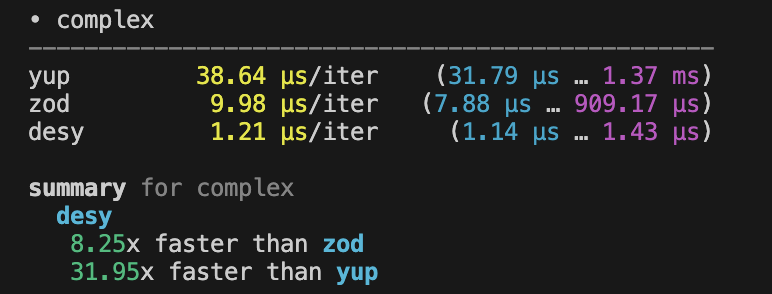 • complex
yup 38.64 µs/iter (31.79 µs … 1.37 ms)
zod 9.98 µs/iter (7.88 µs … 909.17 µs)
desy 1.21 µs/iter (1.14 µs … 1.43 µs)
summary for complex
desy
8.25x faster than zod
31.95x faster than yup